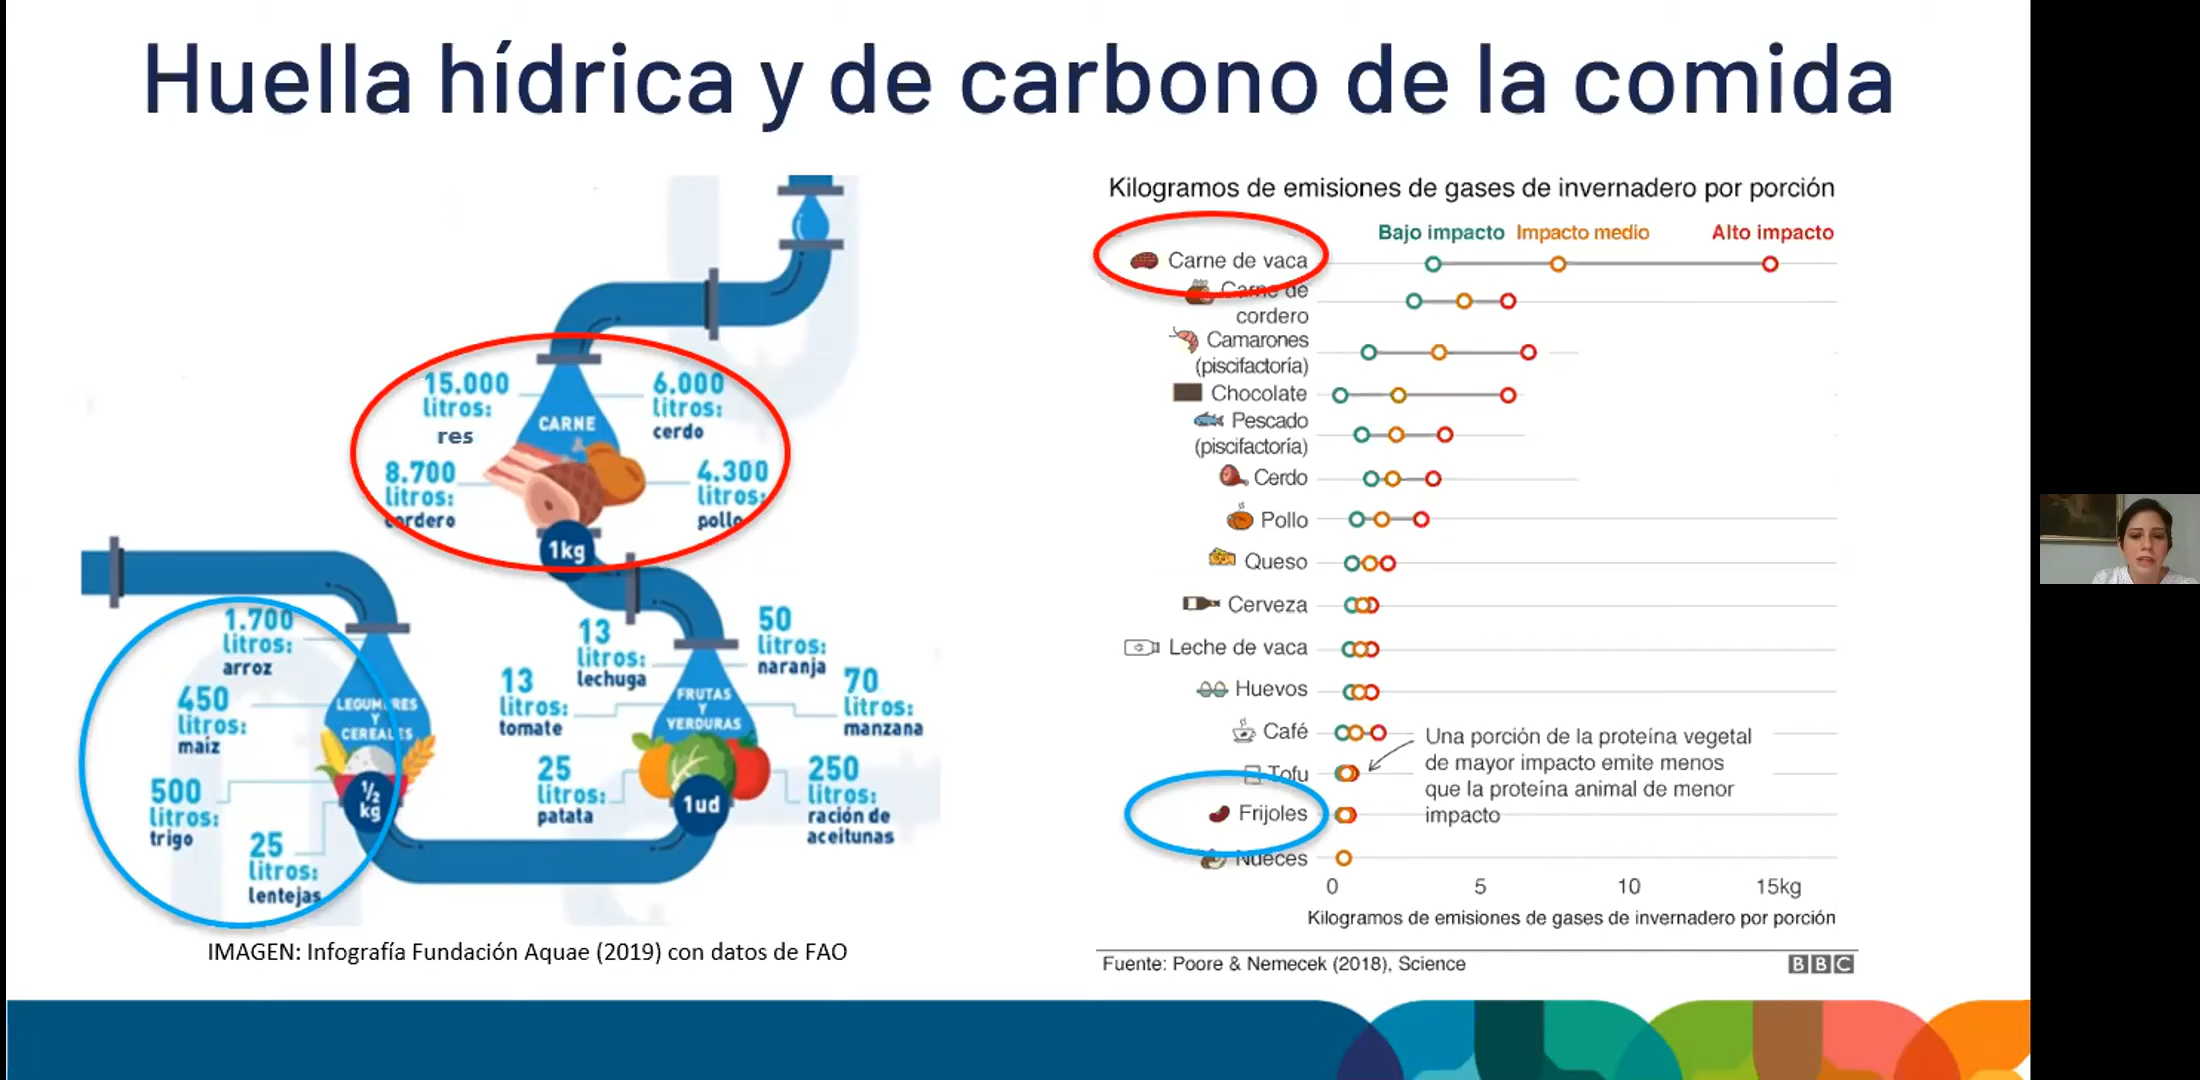 Huella hídrica y de carbono de la comida
15.000
litros:
res
6.000
litros:
cerdo
CARNE
8.700
litros:
cordero
4.300
litros:
pollo
1kg
1.700
litros:
arroz
450
litros:
maíz
500
litros:
trigo
25
litros:
lentejas
LEGUMBRES
Y
CEREALES
½
kg
13
litros:
lechuga
50
litros:
naranja
13
litros:
tomate
70
litros:
manzana
FRUTAS
Y
VERDURAS
25
litros:
patata
250
litros:
ración de
aceitunas
1ud
IMAGEN: Infografía Fundación Aquae (2019) con datos de FAO
Kilogramos de emisiones de gases de invernadero por porción
Bajo impacto Impacto medio Alto impacto
Carne de vaca
Carne de
cordero
Camarones
(piscifactoría)
Chocolate
Pescado
(piscifactoría)
Cerdo
Pollo
Queso
Cerveza
Leche de vaca
Huevos
Café
Tofu
Frijoles
Nueces
Una porción de la proteína vegetal
de mayor impacto emite menos
que la proteína animal de menor
impacto
0 5 10 15kg
Kilogramos de emisiones de gases de invernadero por porción
Fuente: Poore & Nemecek (2018), Science
BBC